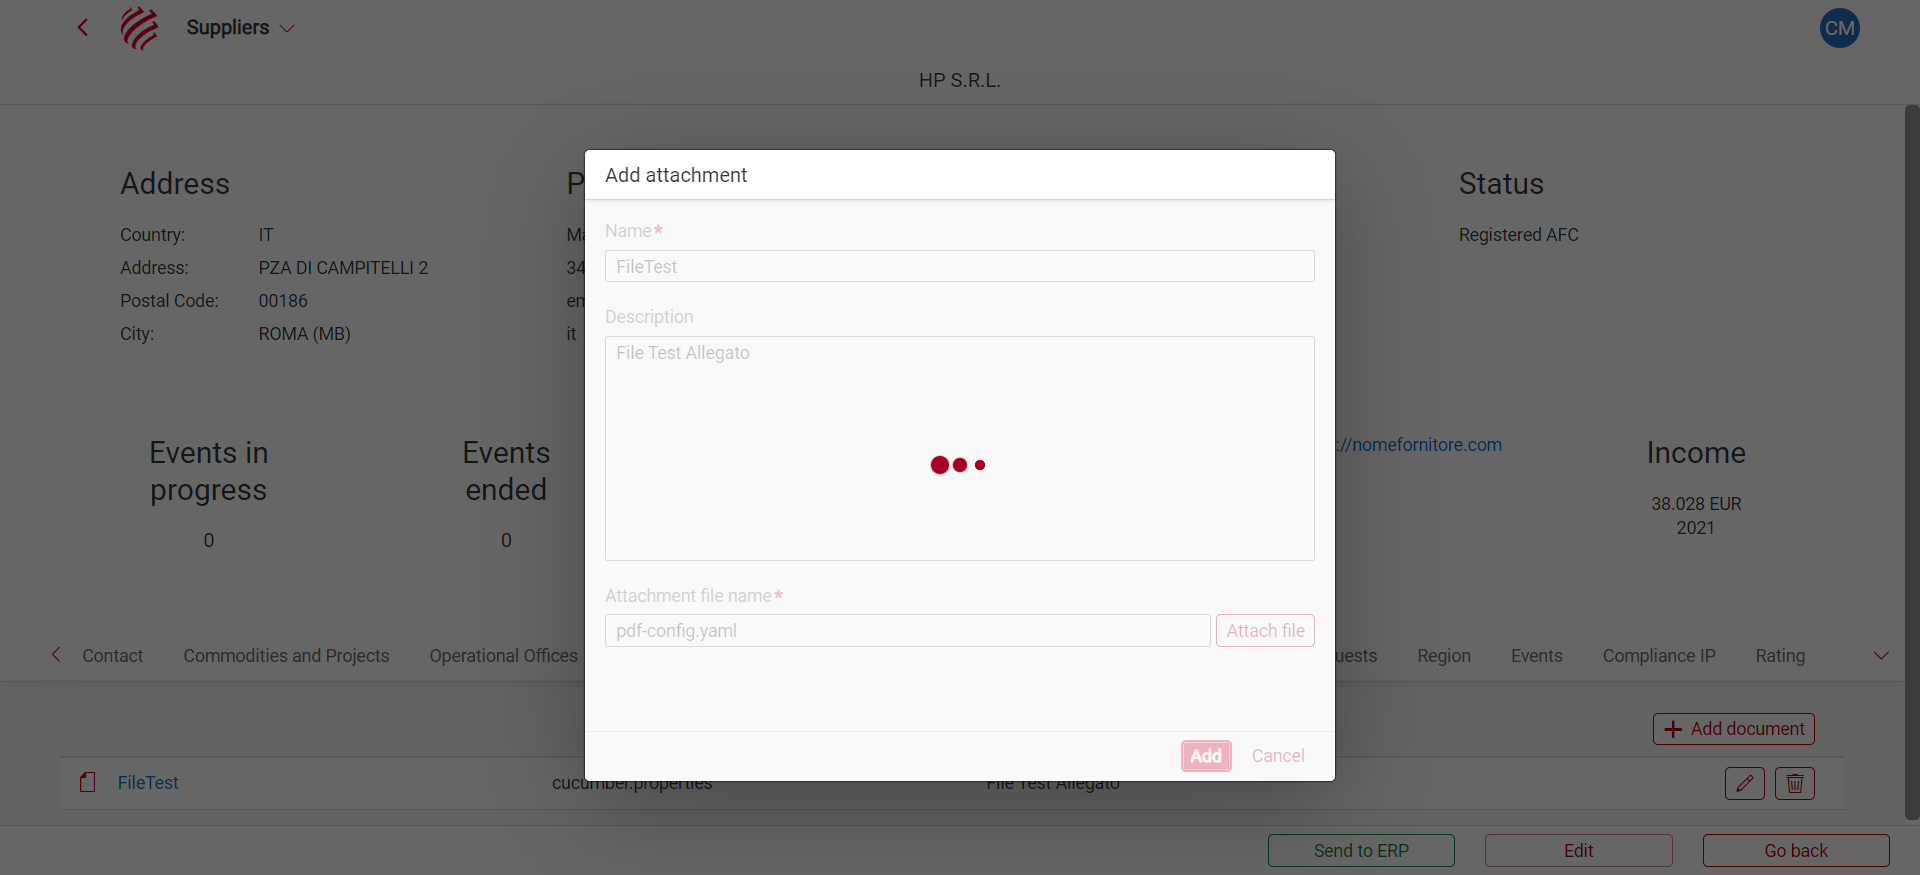 Suppliers
CM
HP S.R.L.
Address
Country: IT
Address: PZA DI CAMPITELLI 2
Postal Code: 00186
City: ROMA (MB)
P
Ma
34
em
it
Status
Registered AFC
Events in
progress
0
Events
ended
0
://nomefornitore.com
Income
38.028 EUR
2021
Add attachment
Name*
FileTest
Description
File Test Allegato
Attachment file name*
pdf-config.yaml
Attach file
Add
Cancel
Contact Commodities and Projects Operational Offices uests Region Events Compliance IP Rating
Add document
FileTest cucumber.properties File Test Allegato
Send to ERP Edit Go back